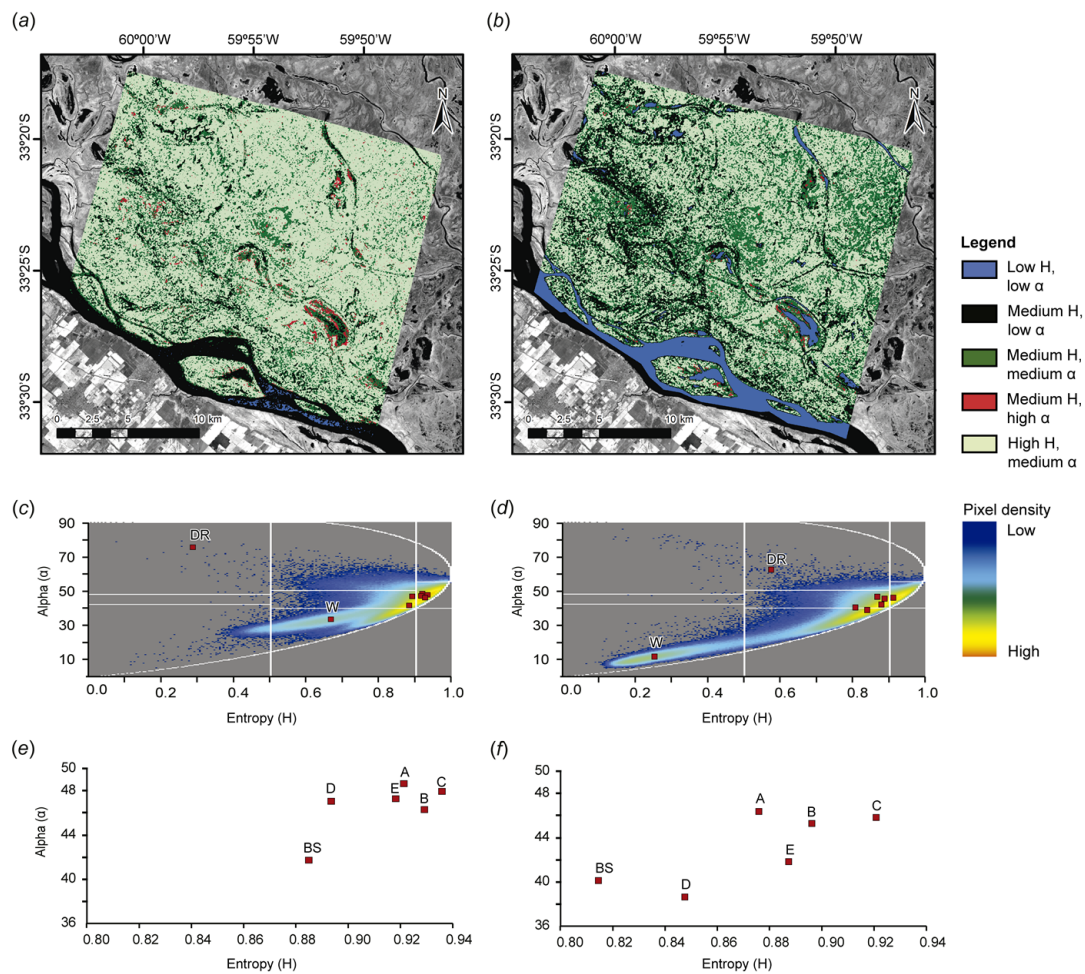 (a)
(b)
60°00'W 59°55'W 59°50'W
60°00'W 59°55'W 59°50'W
N
N
33°20'S
33°25'S
33°30'S
33°20'S
33°25'S
33°30'S
0 2.5 5 10 km
0 2.5 5 10 km
Legend
Low H,
low α
Medium H,
low α
Medium H,
medium α
Medium H,
high α
High H,
medium α
(c)
90
70
50
30
10
Alpha (α)
DR
W
0.0 0.2 0.4 0.6 0.8 1.0
Entropy (H)
(d)
90
70
50
30
10
DR
W
0.0 0.2 0.4 0.6 0.8 1.0
Entropy (H)
Pixel density
Low
High
(e)
50
48
44
40
36
Alpha (α)
A
D
E
C
B
BS
0.80 0.82 0.84 0.86 0.88 0.90 0.92 0.94
Entropy (H)
(f)
50
48
44
40
36
A
B
C
E
BS
D
0.80 0.82 0.84 0.86 0.88 0.90 0.92 0.94
Entropy (H)